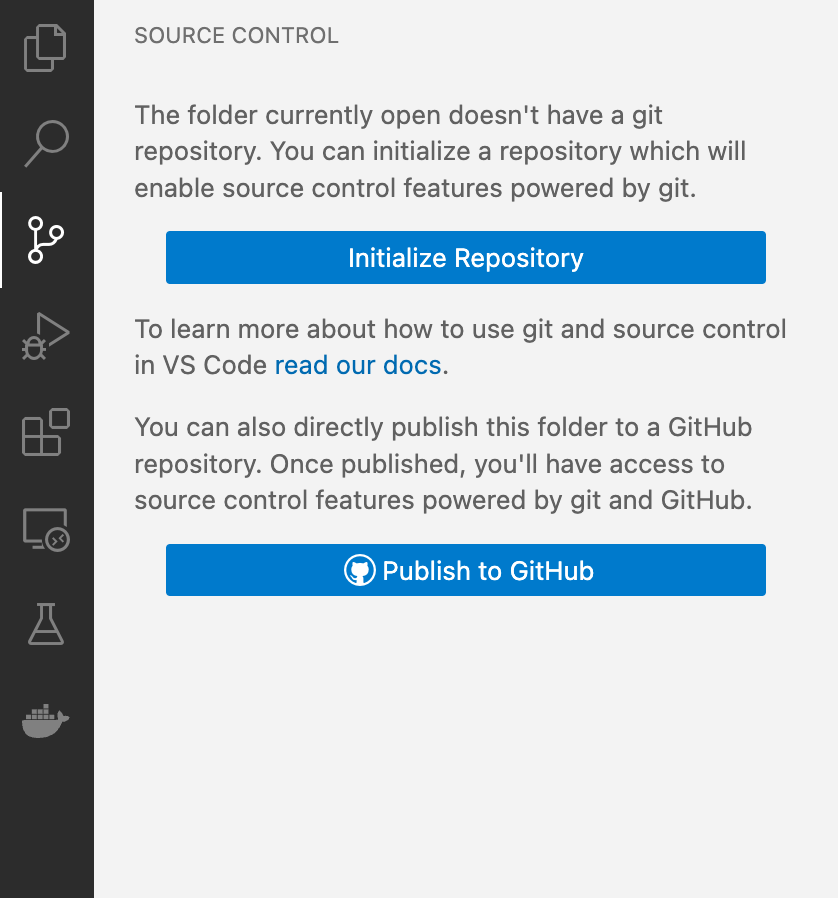 SOURCE CONTROL
The folder currently open doesn't have a git
repository. You can initialize a repository which will
enable source control features powered by git.
Initialize Repository
To learn more about how to use git and source control
in VS Code read our docs.
You can also directly publish this folder to a GitHub
repository. Once published, you'll have access to
source control features powered by git and GitHub.
Publish to GitHub